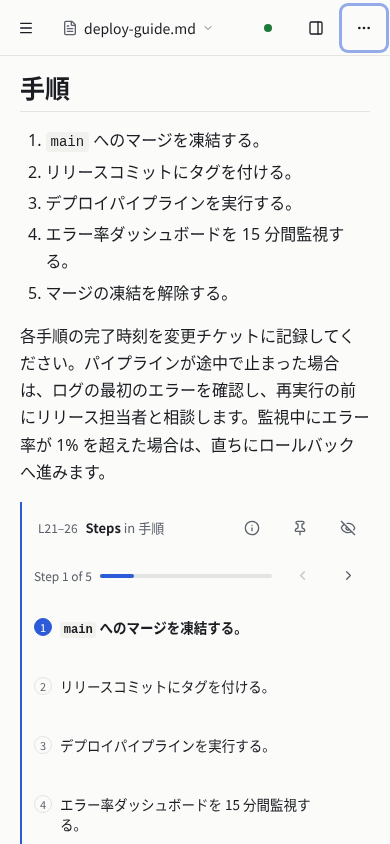 deploy-guide.md
手順
1. main へのマージを凍結する。
2. リリースコミットにタグを付ける。
3. デプロイパイプラインを実行する。
4. エラー率ダッシュボードを 15 分間監視す
る。
5. マージの凍結を解除する。
各手順の完了時刻を変更チケットに記録してく
ださい。パイプラインが途中で止まった場合
は、ログの最初のエラーを確認し、再実行の前
にリリース担当者と相談します。監視中にエラー
率が 1% を超えた場合は、直ちにロールバック
へ進みます。
L21–26 Steps in 手順
Step 1 of 5
1 main へのマージを凍結する。
2 リリースコミットにタグを付ける。
3 デプロイパイプラインを実行する。
4 エラー率ダッシュボードを 15 分間監視す
る。